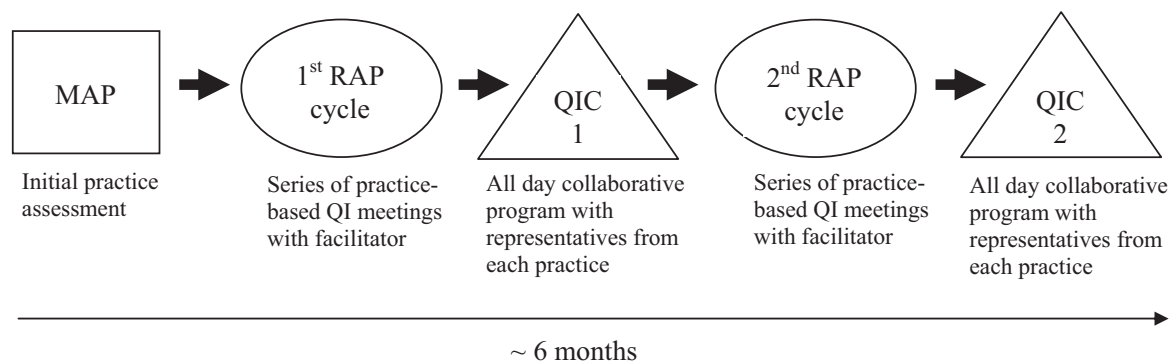 MAP
1st RAP
cycle
QIC
1
2nd RAP
cycle
QIC
2
Initial practice
assessment
Series of practice-
based QI meetings
with facilitator
All day collaborative
program with
representatives from
each practice
Series of practice-
based QI meetings
with facilitator
All day collaborative
program with
representatives from
each practice
~ 6 months